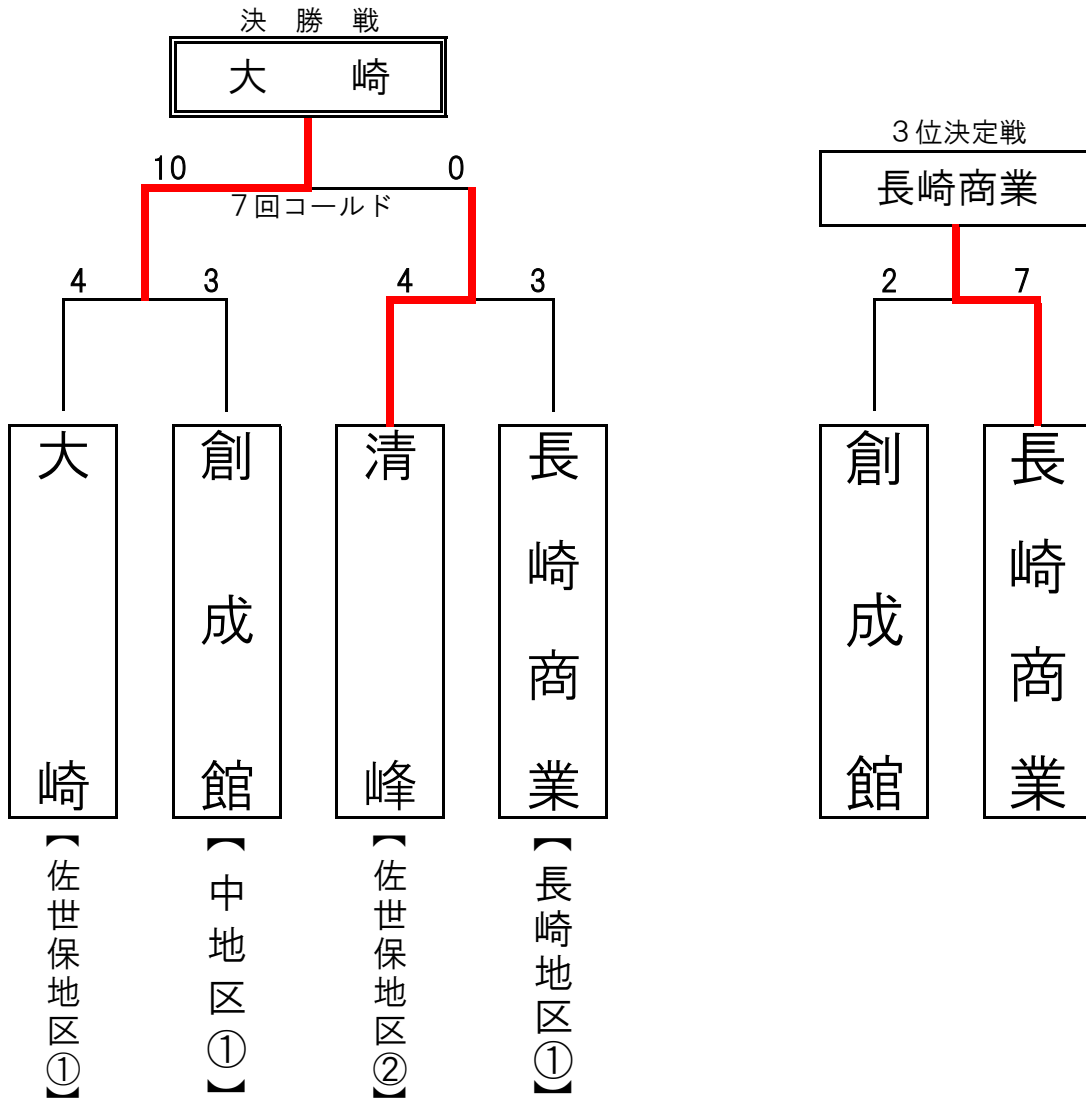 決 勝 戦
大 崎
10 0
7回コールド
4 3 4 3
大崎
創成館
清峰
長崎商業
【佐世保地区①】
【中地区①】
【佐世保地区②】
【長崎地区①】
3位決定戦
長崎商業
2 7
創成館
長崎商業